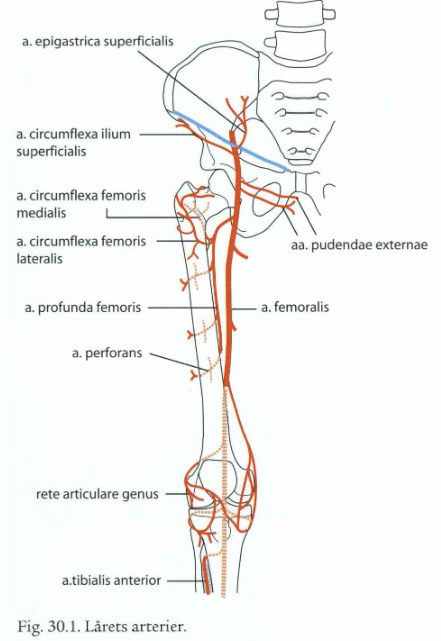 a. epigastrica superficialis
a. circumflexa ilium
superficialis
a. circumflexa femoris
medialis
a. circumflexa femoris
lateralis
aa. pudendae externae
a. profunda femoris
a. femoralis
a. perforans
rete articulare genus
a.tibialis anterior
Fig. 30.1. Lårets arterier.